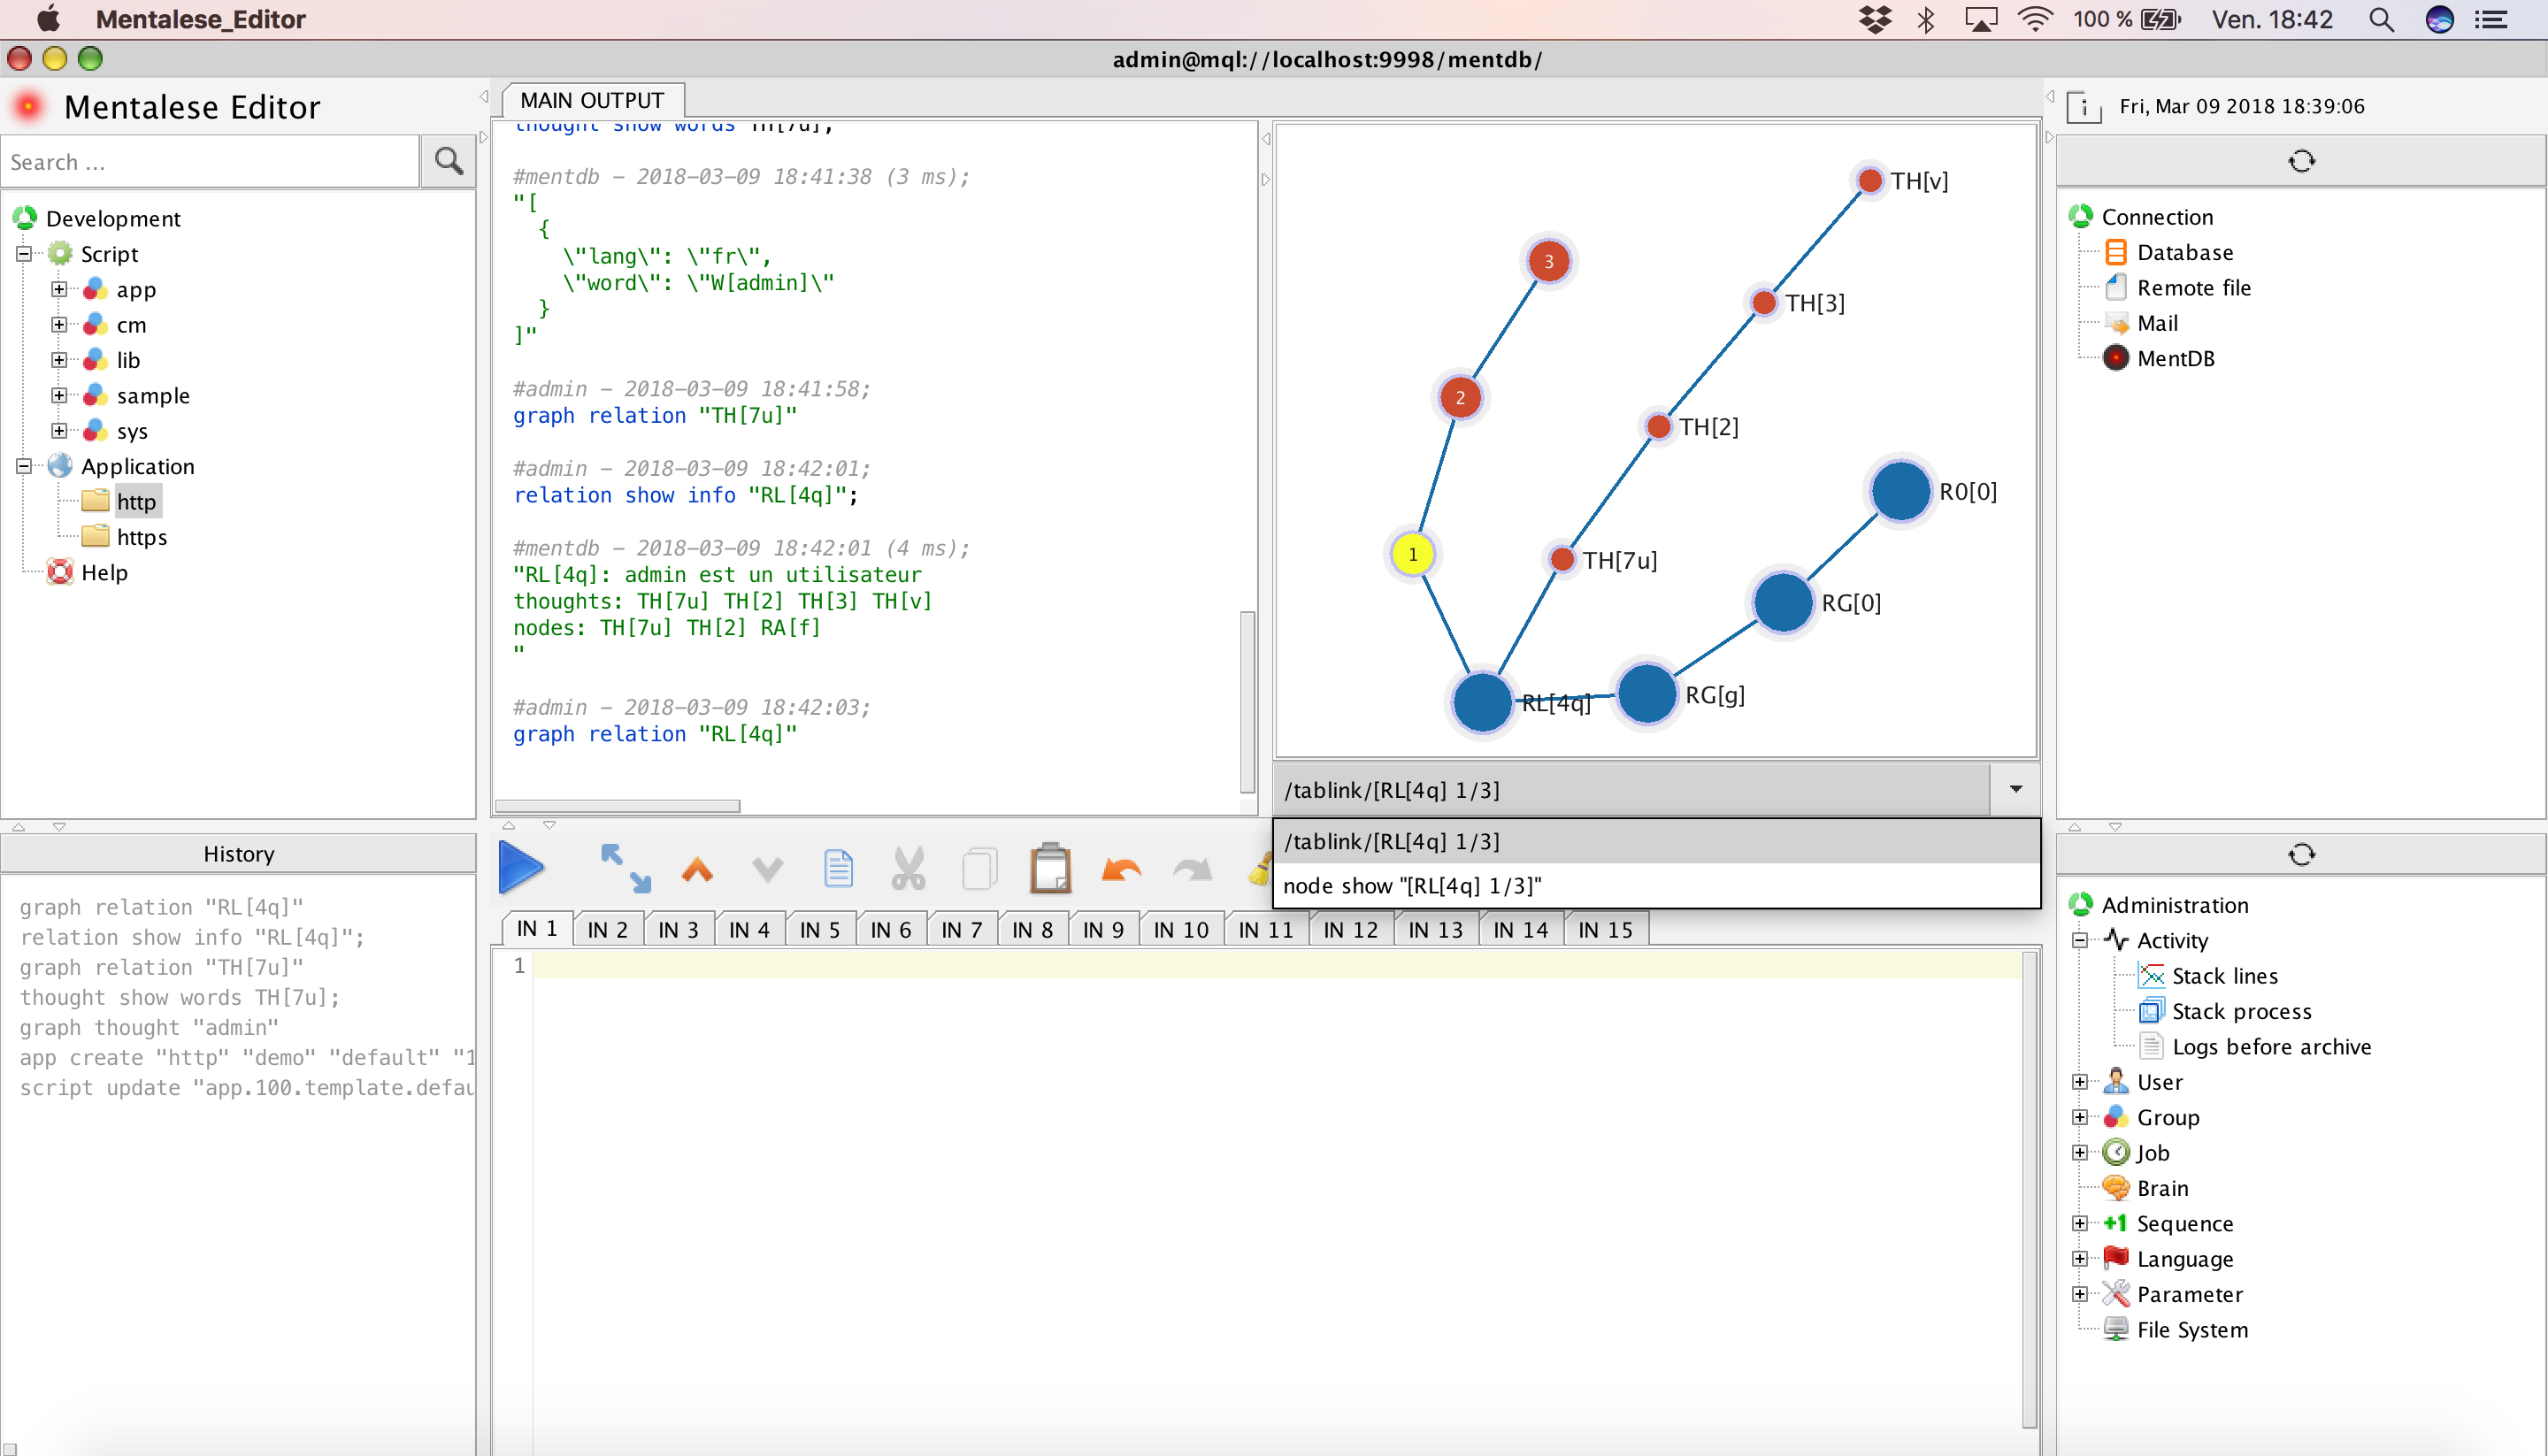 Mentalese_Editor
100 %
Ven. 18:42
admin@mql://localhost:9998/mentdb/
Mentalese Editor
Search ...
Development
Script
app
cm
lib
sample
sys
Application
http
https
Help
History
graph relation "RL[4q]"
relation show info "RL[4q]";
graph relation "TH[7u]"
thought show words TH[7u];
graph thought "admin"
app create "http" "demo" "default" "1
script update "app.100.template.defau
MAIN OUTPUT
thought show words TH[7u];
#mentdb - 2018-03-09 18:41:38 (3 ms);
"[
{
\"lang\": \"fr\",
\"word\": \"W[admin]\"
}
]"
#admin - 2018-03-09 18:41:58;
graph relation "TH[7u]"
#admin - 2018-03-09 18:42:01;
relation show info "RL[4q]";
#mentdb - 2018-03-09 18:42:01 (4 ms);
"RL[4q]: admin est un utilisateur
thoughts: TH[7u] TH[2] TH[3] TH[v]
nodes: TH[7u] TH[2] RA[f]
"
#admin - 2018-03-09 18:42:03;
graph relation "RL[4q]"
TH[v]
3
TH[3]
2
TH[2]
R0[0]
1
TH[7u]
RG[0]
RL[4q]
RG[g]
/tablink/[RL[4q] 1/3]
/tablink/[RL[4q] 1/3]
node show "[RL[4q] 1/3]"
IN 1
IN 2
IN 3
IN 4
IN 5
IN 6
IN 7
IN 8
IN 9
IN 10
IN 11
IN 12
IN 13
IN 14
IN 15
1
i
Fri, Mar 09 2018 18:39:06
Connection
Database
Remote file
Mail
MentDB
Administration
Activity
Stack lines
Stack process
Logs before archive
User
Group
Job
Brain
+1 Sequence
Language
Parameter
File System